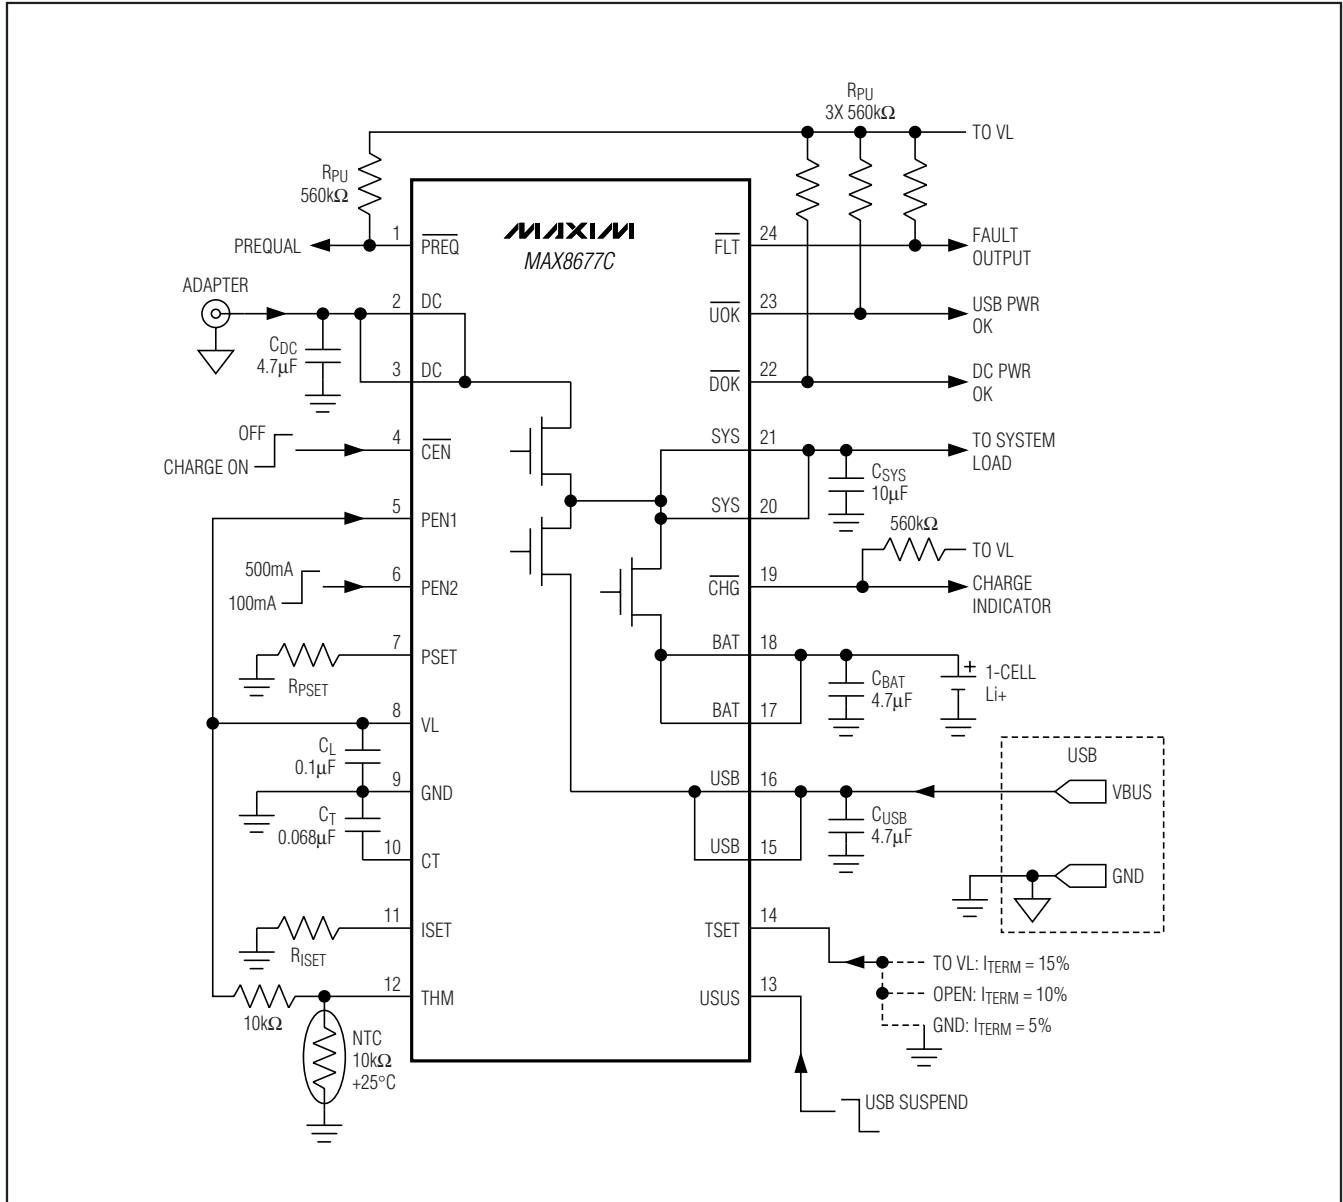 RPU
3X 560kΩ
TO VL
RPU
560kΩ
MAXIM
MAX8677C
PREQUAL
1
PREQ
24
FLT
FAULT
OUTPUT
ADAPTER
2
DC
23
UOK
USB PWR
OK
CDC
4.7µF
3
DC
22
DOK
DC PWR
OK
OFF
CHARGE ON
4
CEN
SYS
21
TO SYSTEM
LOAD
CSYS
10µF
5
PEN1
SYS
20
560kΩ
TO VL
500mA
100mA
6
PEN2
19
CHG
CHARGE
INDICATOR
7
PSET
RPSET
BAT
18
CBAT
4.7µF
+
1-CELL
Li+
8
VL
BAT
17
CL
0.1µF
9
GND
USB
16
USB
VBUS
CUSB
4.7µF
CT
0.068µF
10
CT
USB
15
GND
11
ISET
RISET
14
TSET
TO VL: ITERM = 15%
OPEN: ITERM = 10%
GND: ITERM = 5%
12
THM
13
USUS
10kΩ
NTC
10kΩ
+25°C
USB SUSPEND